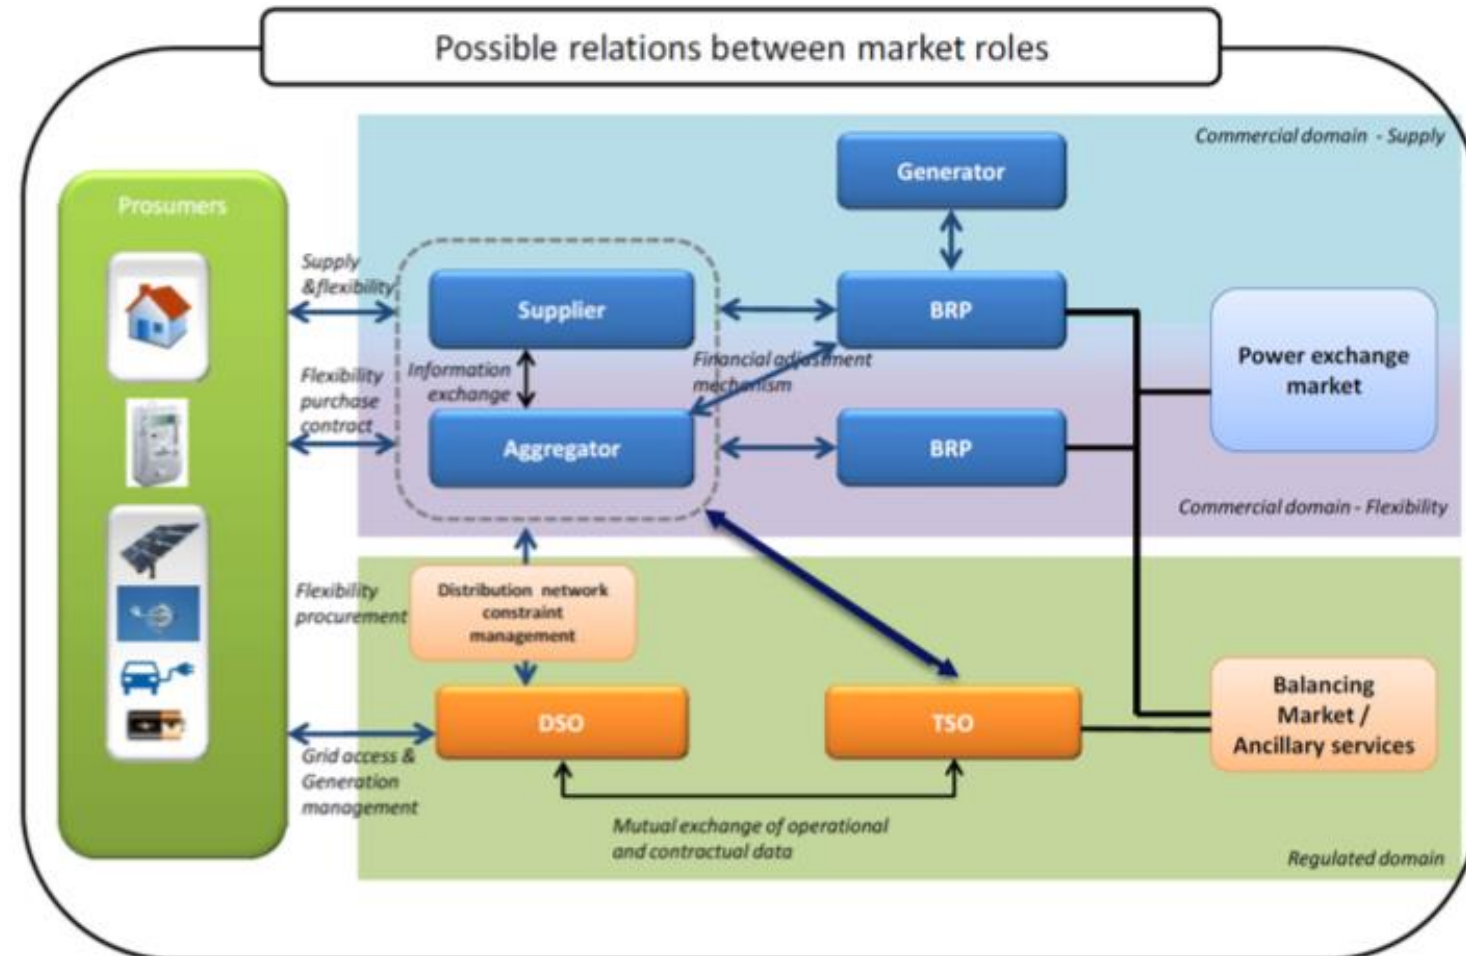 Possible relations between market roles
Commercial domain - Supply
Generator
Prosumers
Supply
&flexibility
Supplier
BRP
Power exchange
market
Information
exchange
Financial adjustment
mechanism
Flexibility
purchase
contract
Aggregator
BRP
Commercial domain - Flexibility
Flexibility
procurement
Distribution network
constraint
management
DSO
TSO
Balancing
Market /
Ancillary services
Grid access &
Generation
management
Mutual exchange of operational
and contractual data
Regulated domain